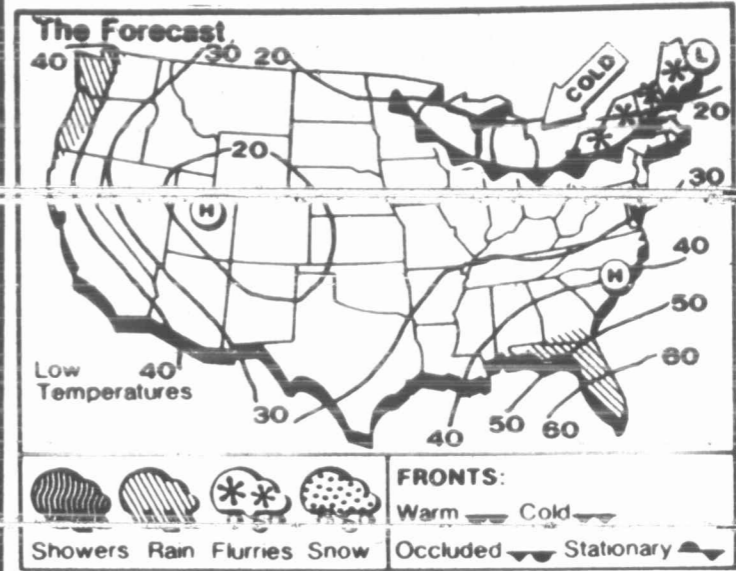 The Forecast
40
30 20
COLD
L
20
20
H
30
40
H
50
60
Low
Temperatures
40
30
40
50
60
Showers Rain Flurries Snow
FRONTS:
Warm Cold
Occluded Stationary